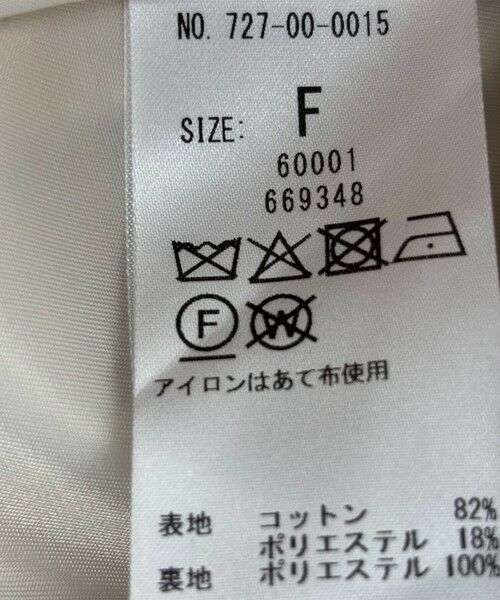 NO. 727-00-0015
SIZE: F
60001
669348
F W
アイロンはあて布使用
表地 コットン 82%
ポリエステル 18%
裏地 ポリエステル 100%